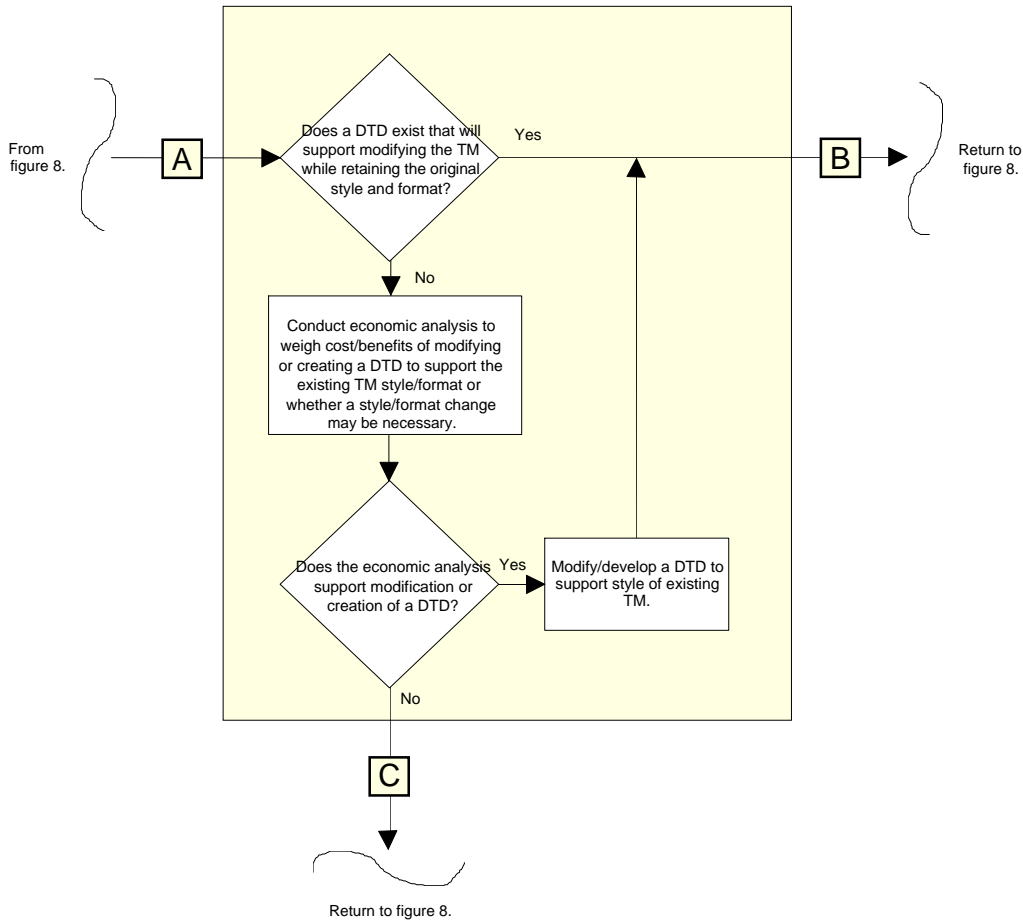 Does a DTD exist that will
support modifying the TM
while retaining the original
style and format?
Yes
From
figure 8.
A
B
Return to
figure 8.
No
Conduct economic analysis to
weigh cost/benefits of modifying
or creating a DTD to support the
existing TM style/format or
whether a style/format change
may be necessary.
Does the economic analysis
support modification or
creation of a DTD?
Yes
Modify/develop a DTD to
support style of existing
TM.
No
C
Return to figure 8.